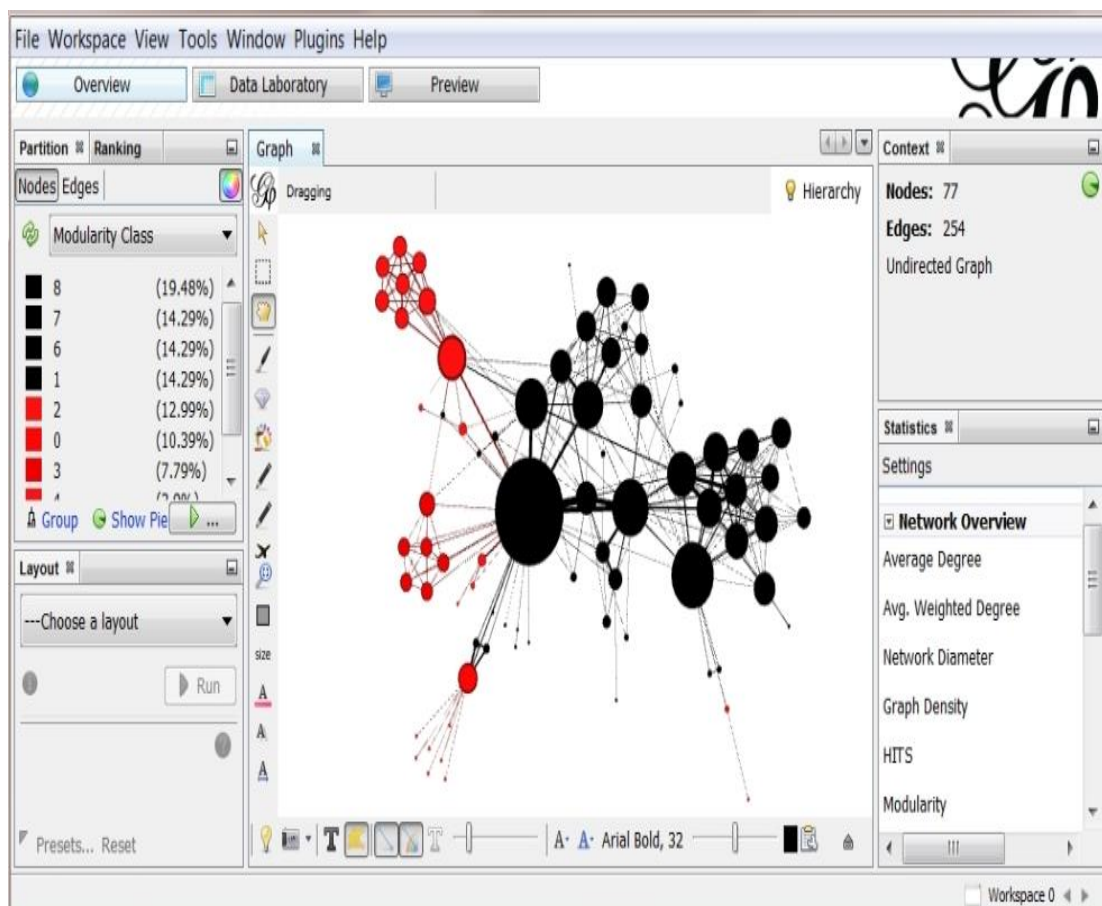 File Workspace View Tools Window Plugins Help
Overview Data Laboratory Preview
Partition Ranking
Nodes Edges
Modularity Class
8 (19.48%)
7 (14.29%)
6 (14.29%)
1 (14.29%)
2 (12.99%)
0 (10.39%)
3 (7.79%)
Group Show Pie ...
Layout
---Choose a layout
Run
Presets... Reset
Graph
Dragging
Hierarchy
size
A
A
A
T T A- A- Arial Bold, 32
Context
Nodes: 77
Edges: 254
Undirected Graph
Statistics
Settings
Network Overview
Average Degree
Avg. Weighted Degree
Network Diameter
Graph Density
HITS
Modularity
Workspace 0